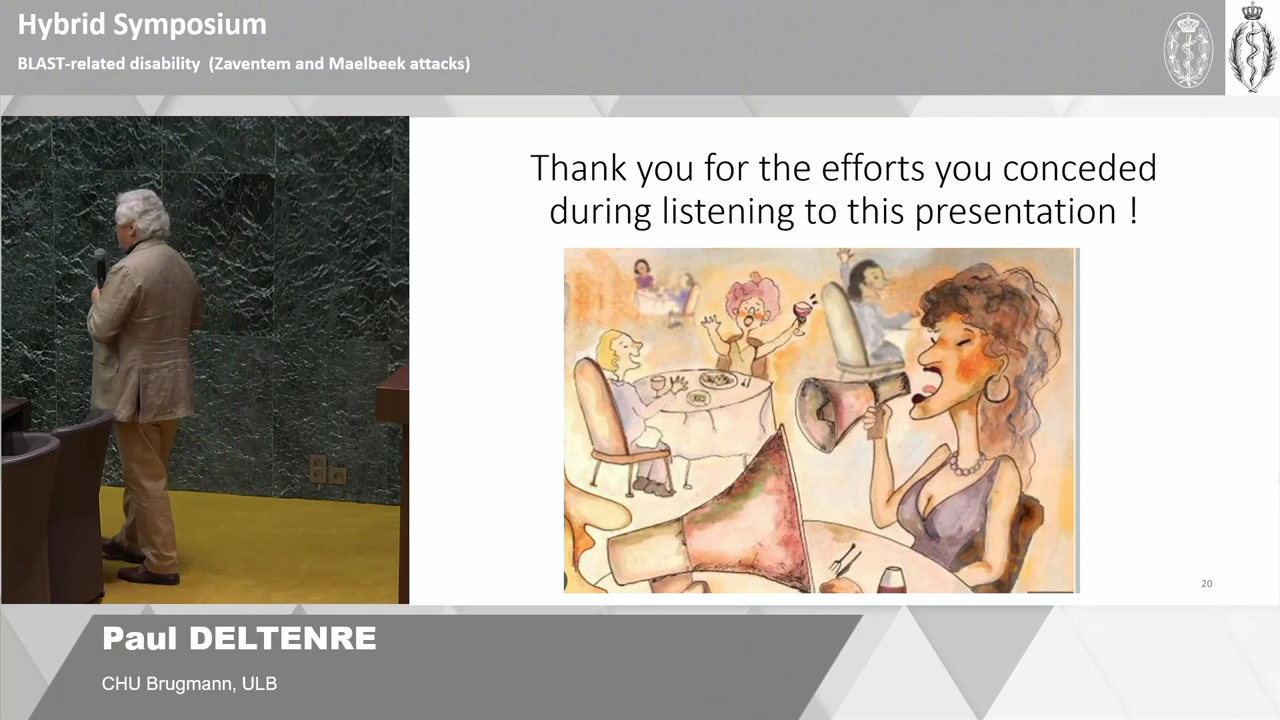 Hybrid Symposium
BLAST-related disability (Zaventem and Maelbeek attacks)
Thank you for the efforts you conceded
during listening to this presentation !
20
Paul DELTENRE
CHU Brugmann, ULB